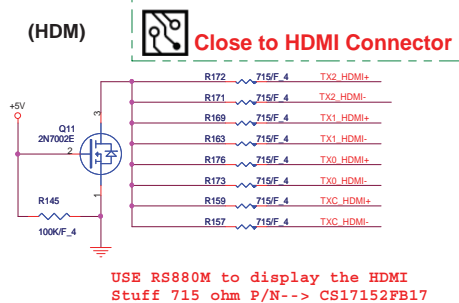 (HDM)
Close to HDMI Connector
R172 715/F_4 TX2_HDMI+
R171 715/F_4 TX2_HDMI-
R169 715/F_4 TX1_HDMI+
R163 715/F_4 TX1_HDMI-
R176 715/F_4 TX0_HDMI+
R173 715/F_4 TX0_HDMI-
R159 715/F_4 TXC_HDMI+
R157 715/F_4 TXC_HDMI-
+5V
Q11
2N7002E
3
2
1
R145
100K/F_4
USE RS880M to display the HDMI
Stuff 715 ohm P/N--> CS17152FB17